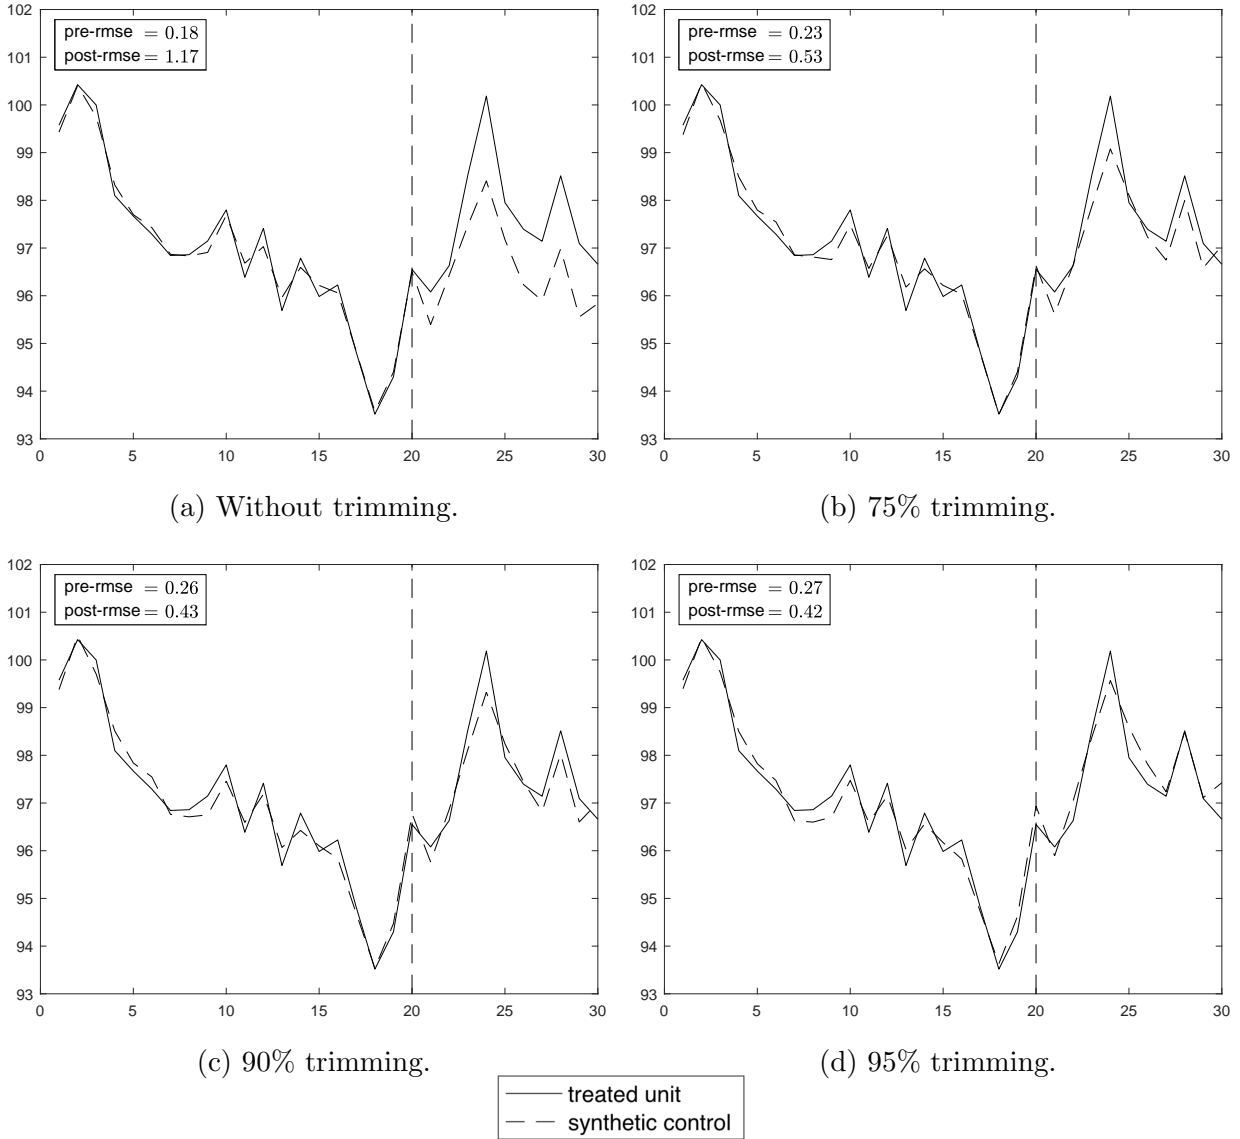 102
101
100
99
98
97
96
95
94
93
0 5 10 15 20 25 30
pre-rmse = 0.18
post-rmse = 1.17
(a) Without trimming.
102
101
100
99
98
97
96
95
94
93
0 5 10 15 20 25 30
pre-rmse = 0.23
post-rmse = 0.53
(b) 75% trimming.
102
101
100
99
98
97
96
95
94
93
0 5 10 15 20 25 30
pre-rmse = 0.26
post-rmse = 0.43
(c) 90% trimming.
102
101
100
99
98
97
96
95
94
93
0 5 10 15 20 25 30
pre-rmse = 0.27
post-rmse = 0.42
(d) 95% trimming.
treated unit
synthetic control